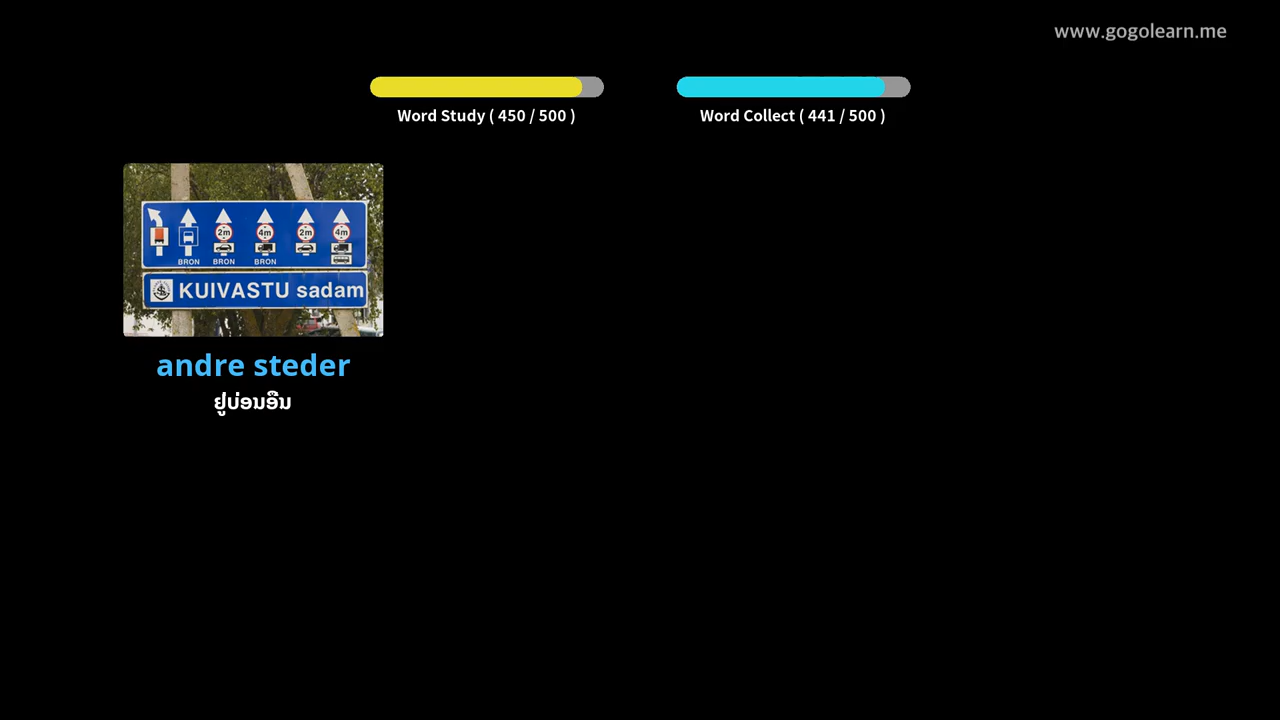 www.gogolearn.me
Word Study ( 450 / 500 )
Word Collect ( 441 / 500 )
2m
4m
2m
4m
BRON
BRON
BRON
KUIVASTU sadam
andre steder
ຢູ່ບ່ອນອື່ນ